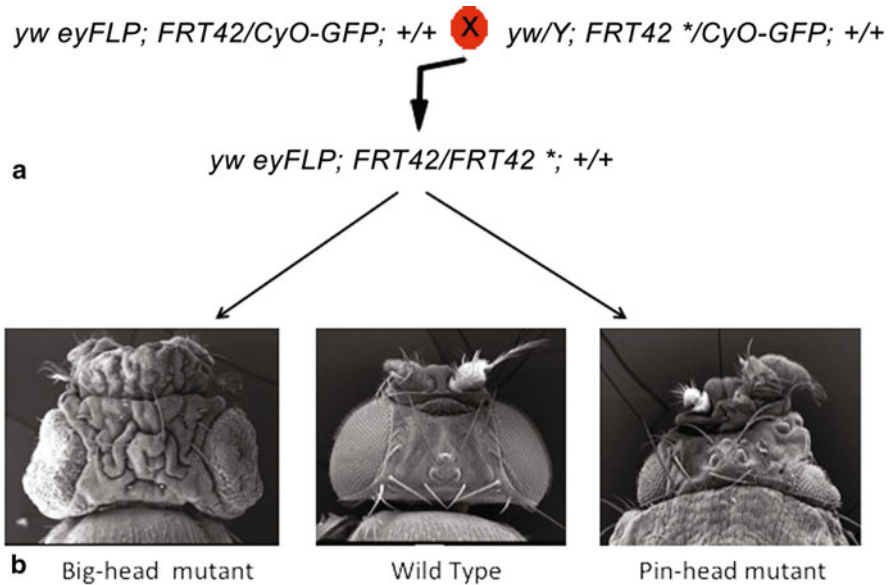 yw eyFLP; FRT42/CyO-GFP; +/+ X yw/Y; FRT42 */CyO-GFP; +/+
a yw eyFLP; FRT42/FRT42 *; +/+
b Big-head mutant Wild Type Pin-head mutant